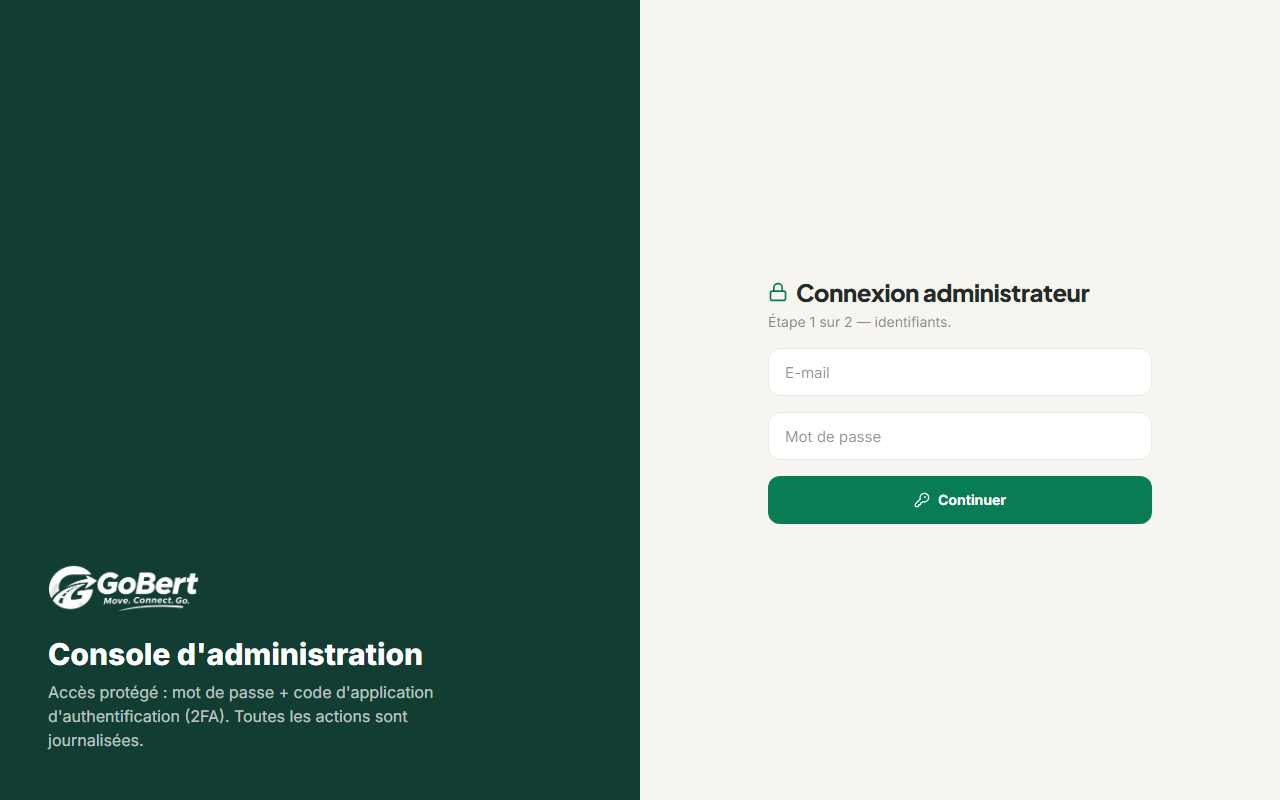 GoBert
Move. Connect. Go.
Console d'administration
Accès protégé : mot de passe + code d'application
d'authentification (2FA). Toutes les actions sont
journalisées.
Connexion administrateur
Étape 1 sur 2 — identifiants.
E-mail
Mot de passe
Continuer